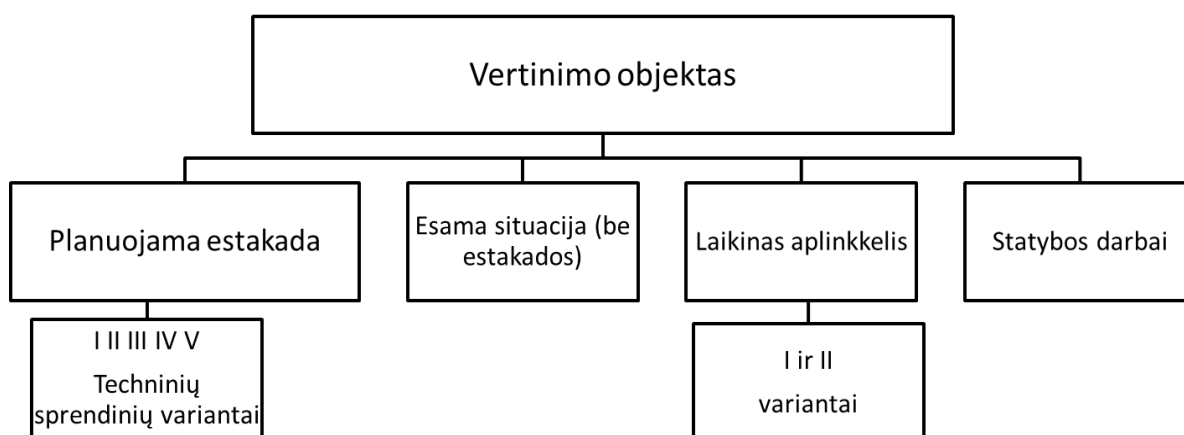 Vertinimo objektas
Planuojama estakada
Esama situacija (be
estakados)
Laikinas aplinkkelis
Statybos darbai
I II III IV V
Techninių
sprendinių variantai
I ir II
variantai